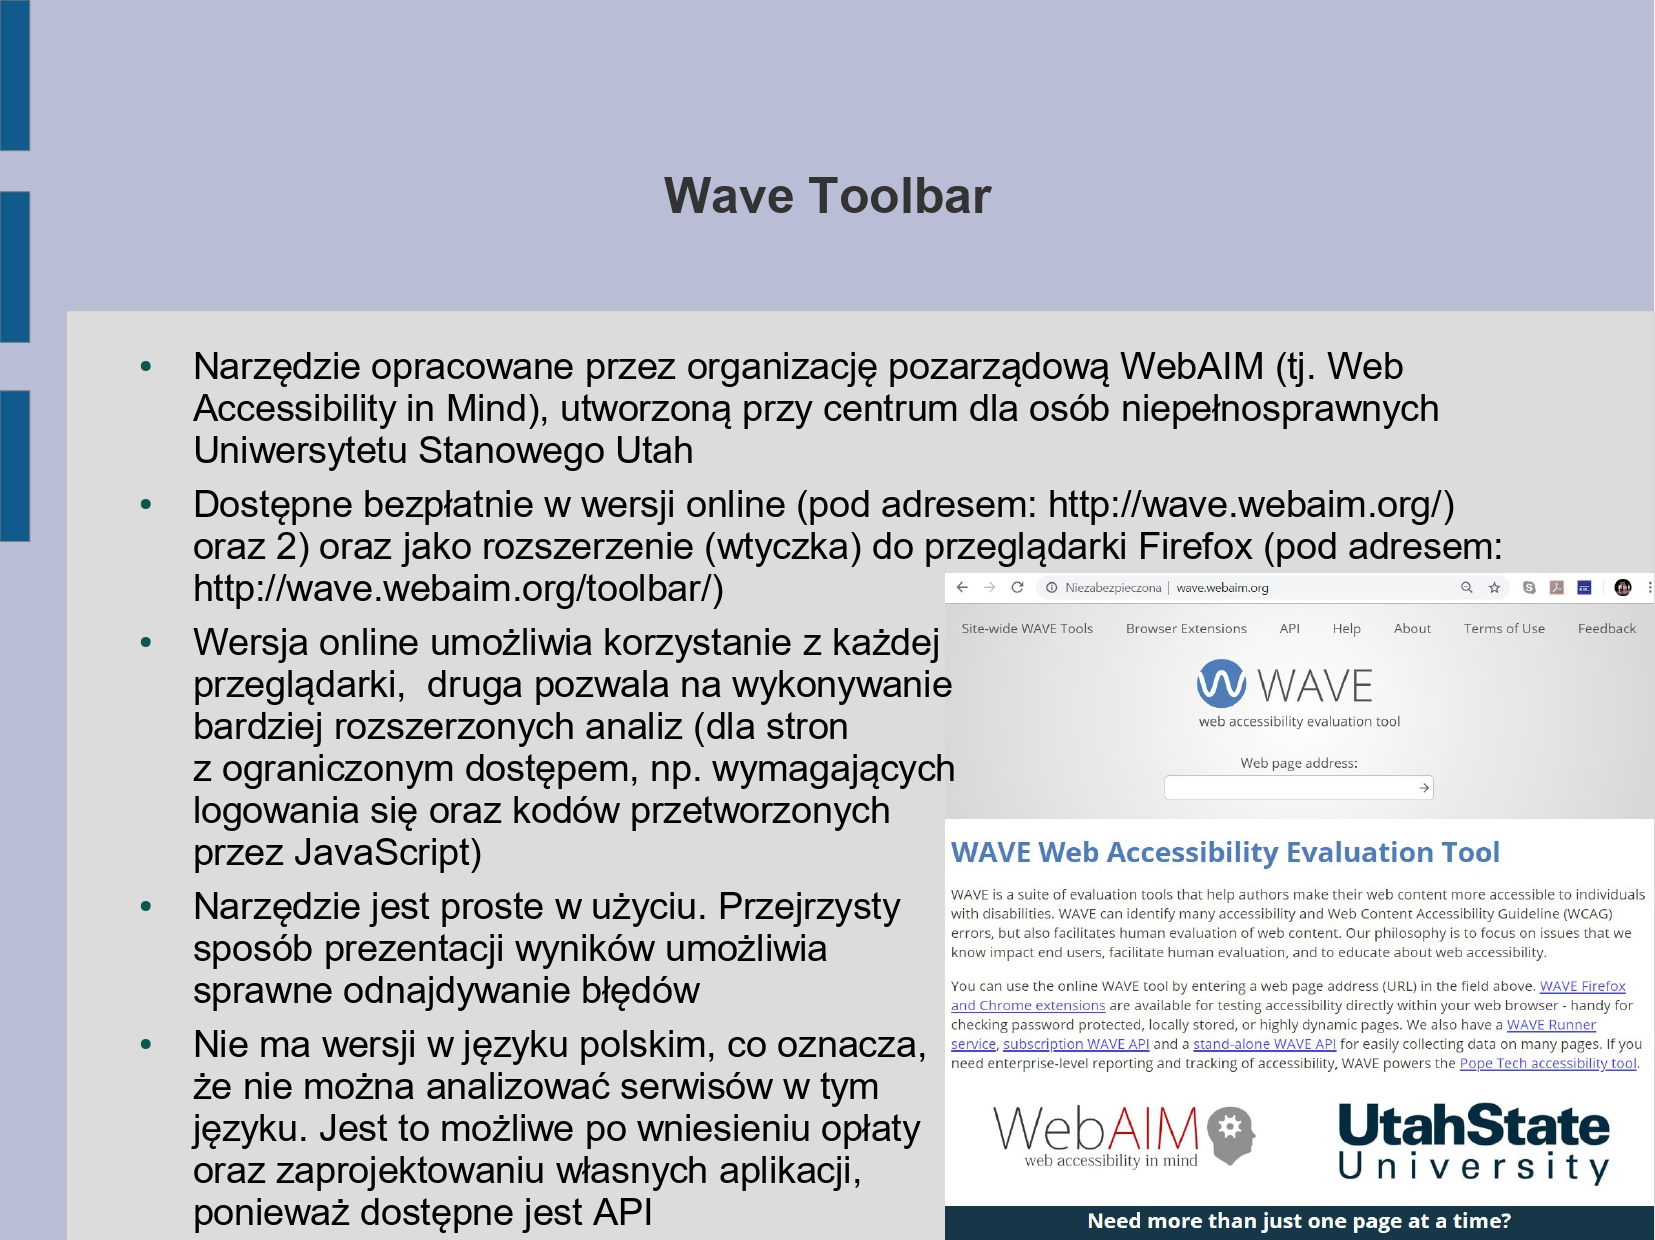 Wave Toolbar
• Narzędzie opracowane przez organizację pozarządową WebAIM (tj. Web
Accessibility in Mind), utworzoną przy centrum dla osób niepełnosprawnych
Uniwersytetu Stanowego Utah
• Dostępne bezpłatnie w wersji online (pod adresem: http://wave.webaim.org/)
oraz 2) oraz jako rozszerzenie (wtyczka) do przeglądarki Firefox (pod adresem:
http://wave.webaim.org/toolbar/)
• Wersja online umożliwia korzystanie z każdej
przeglądarki,  druga pozwala na wykonywanie
bardziej rozszerzonych analiz (dla stron
z ograniczonym dostępem, np. wymagających
logowania się oraz kodów przetworzonych
przez JavaScript)
• Narzędzie jest proste w użyciu. Przejrzysty
sposób prezentacji wyników umożliwia
sprawne odnajdywanie błędów
• Nie ma wersji w języku polskim, co oznacza,
że nie można analizować serwisów w tym
języku. Jest to możliwe po wniesieniu opłaty
oraz zaprojektowaniu własnych aplikacji,
ponieważ dostępne jest API
Niezabezpieczona | wave.webaim.org
Site-wide WAVE Tools Browser Extensions API Help About Terms of Use Feedback
WAVE
web accessibility evaluation tool
Web page address:
WAVE Web Accessibility Evaluation Tool
WAVE is a suite of evaluation tools that help authors make their web content more accessible to individuals
with disabilities. WAVE can identify many accessibility and Web Content Accessibility Guideline (WCAG)
errors, but also facilitates human evaluation of web content. Our philosophy is to focus on issues that we
know impact end users, facilitate human evaluation, and to educate about web accessibility.
You can use the online WAVE tool by entering a web page address (URL) in the field above. WAVE Firefox
and Chrome extensions are available for testing accessibility directly within your web browser - handy for
checking password protected, locally stored, or highly dynamic pages. We also have a WAVE Runner
service, subscription WAVE API and a stand-alone WAVE API for easily collecting data on many pages. If you
need enterprise-level reporting and tracking of accessibility, WAVE powers the Pope Tech accessibility tool.
WebAIM
web accessibility in mind
UtahState
University
Need more than just one page at a time?